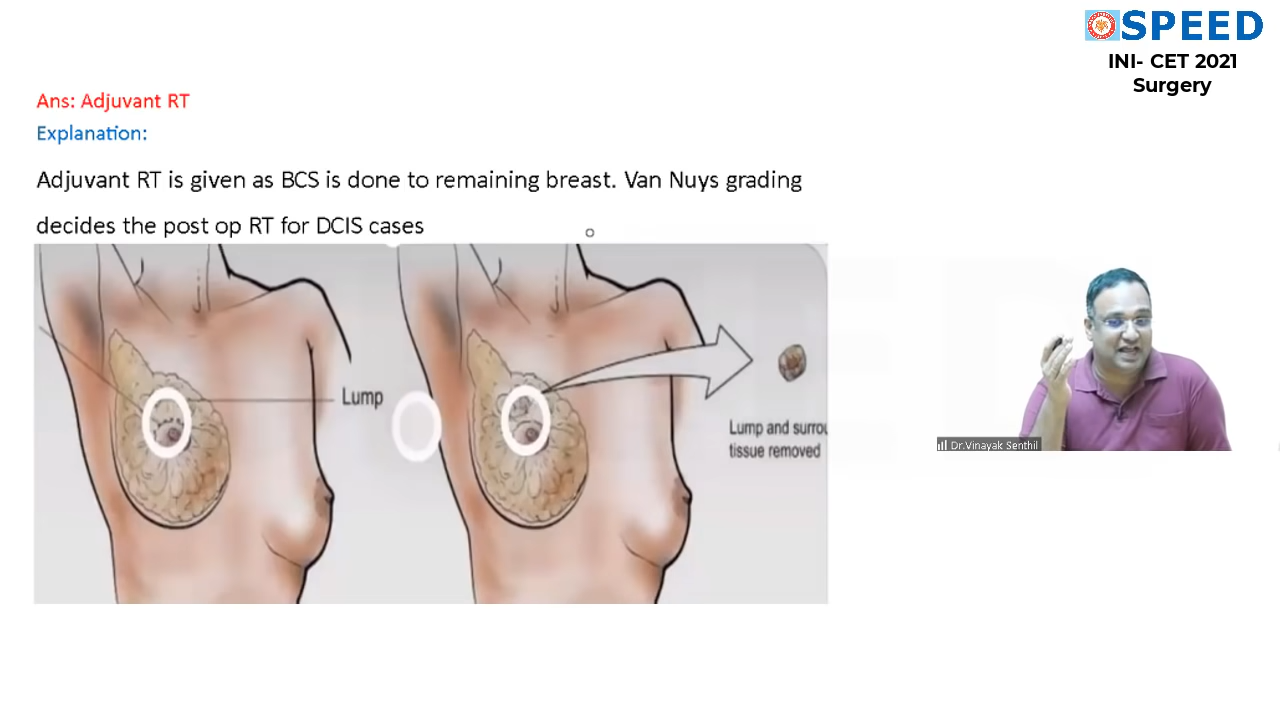 SPEED
INI- CET 2021
Surgery
Ans: Adjuvant RT
Explanation:
Adjuvant RT is given as BCS is done to remaining breast. Van Nuys grading
decides the post op RT for DCIS cases
Lump
Lump and surrou
tissue removed
Dr.Vinayak Senthil